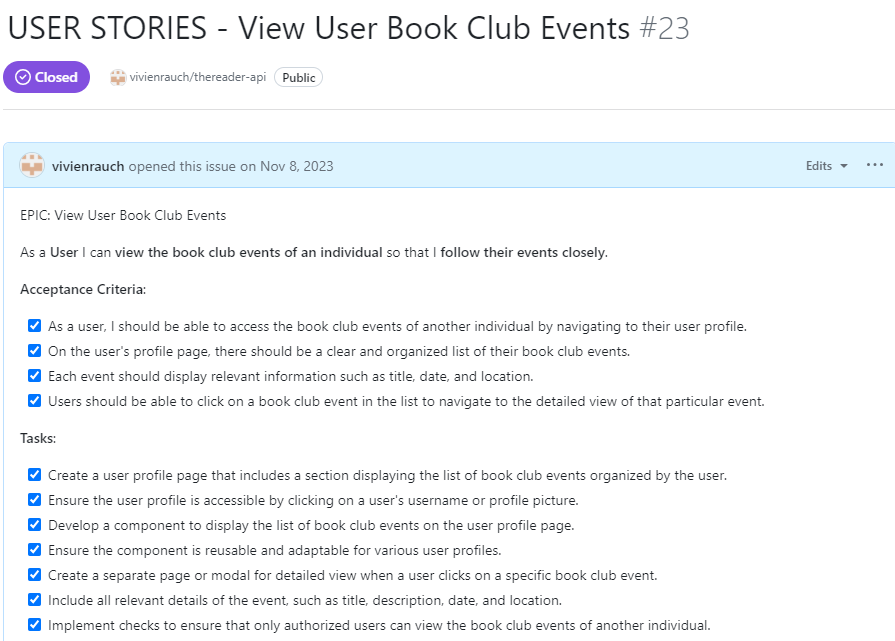 USER STORIES - View User Book Club Events #23
Closed vivienrauch/thereader-api Public
vivienrauch opened this issue on Nov 8, 2023 Edits
EPIC: View User Book Club Events
As a User I can view the book club events of an individual so that I follow their events closely.
Acceptance Criteria:
As a user, I should be able to access the book club events of another individual by navigating to their user profile.
On the user's profile page, there should be a clear and organized list of their book club events.
Each event should display relevant information such as title, date, and location.
Users should be able to click on a book club event in the list to navigate to the detailed view of that particular event.
Tasks:
Create a user profile page that includes a section displaying the list of book club events organized by the user.
Ensure the user profile is accessible by clicking on a user's username or profile picture.
Develop a component to display the list of book club events on the user profile page.
Ensure the component is reusable and adaptable for various user profiles.
Create a separate page or modal for detailed view when a user clicks on a specific book club event.
Include all relevant details of the event, such as title, description, date, and location.
Implement checks to ensure that only authorized users can view the book club events of another individual.